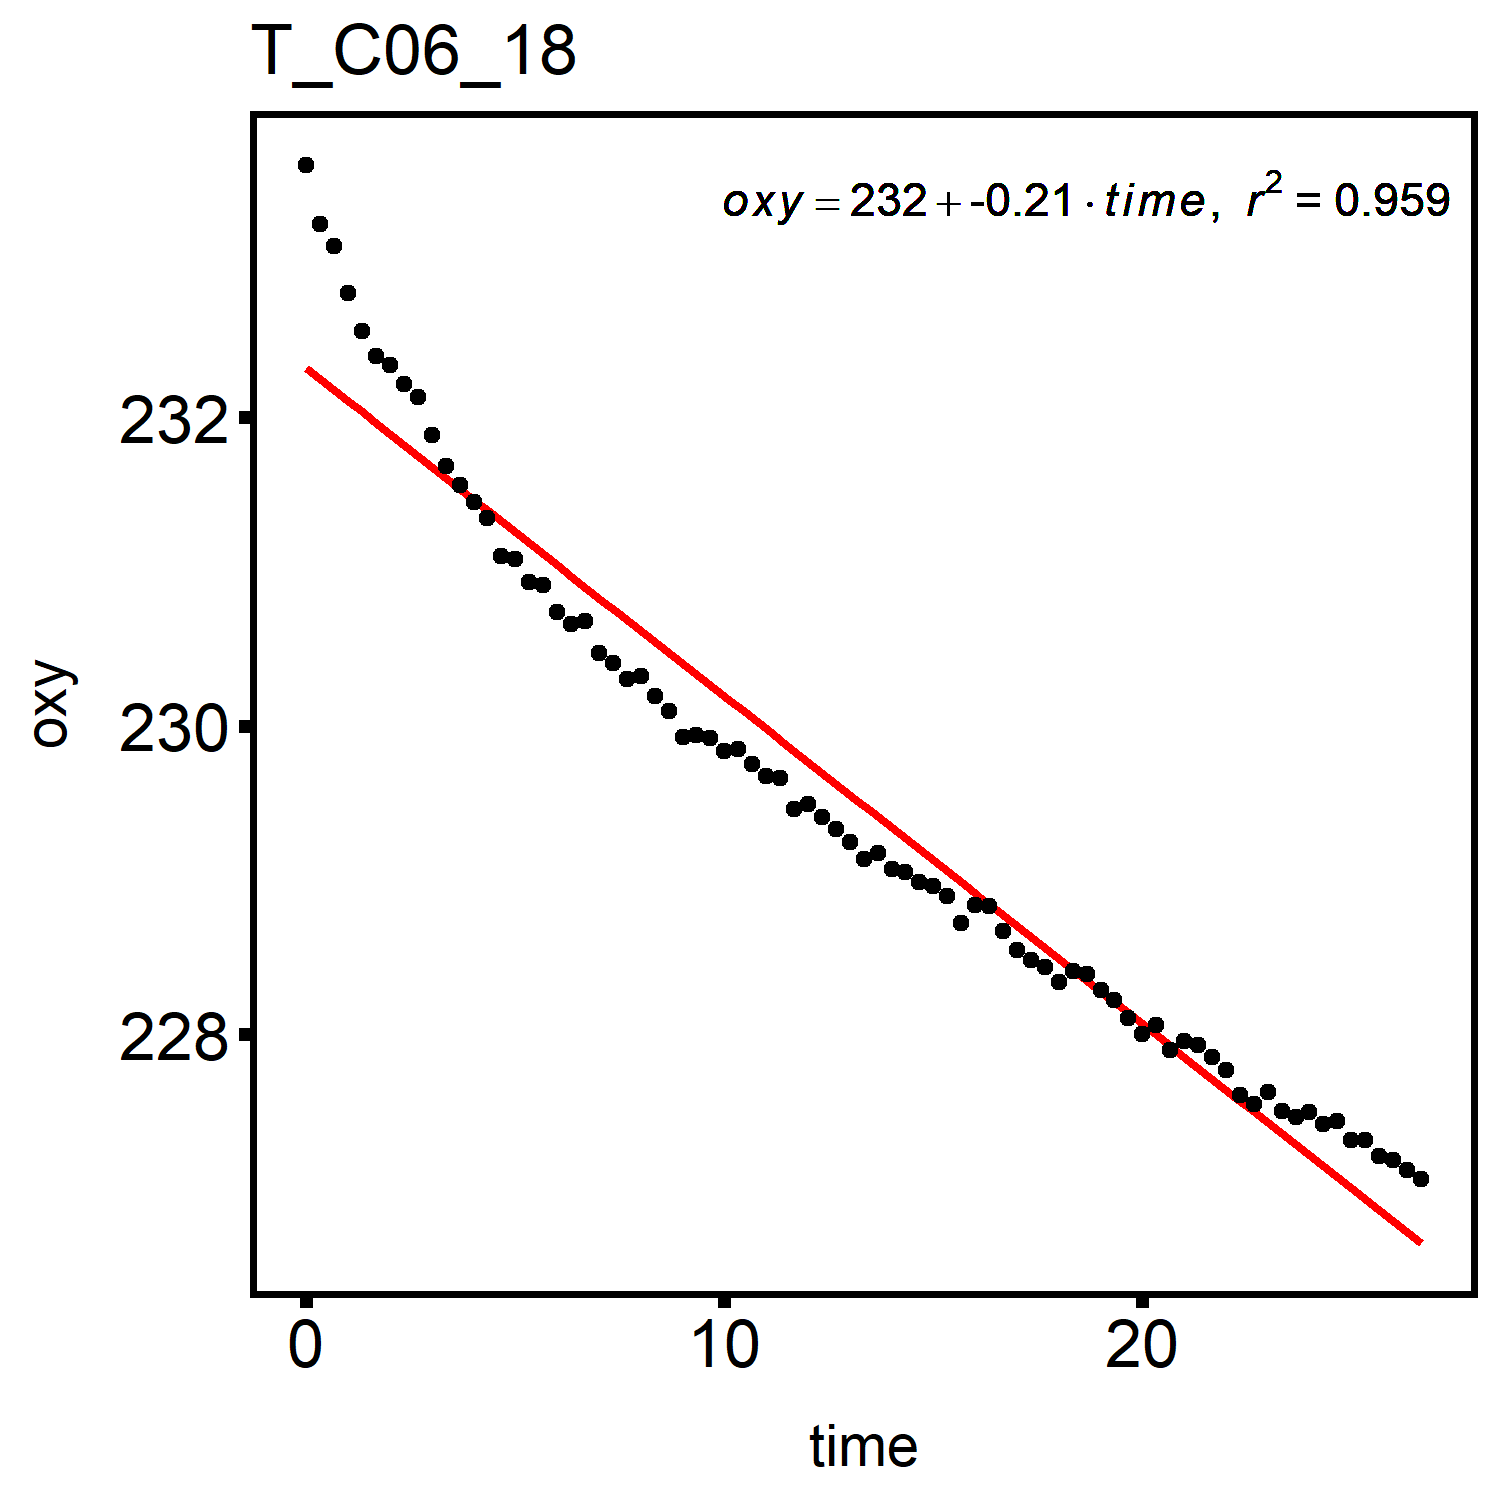 T_C06_18
oxy = 232 + -0.21 · time, r² = 0.959
232
230
228
oxy
0 10 20
time